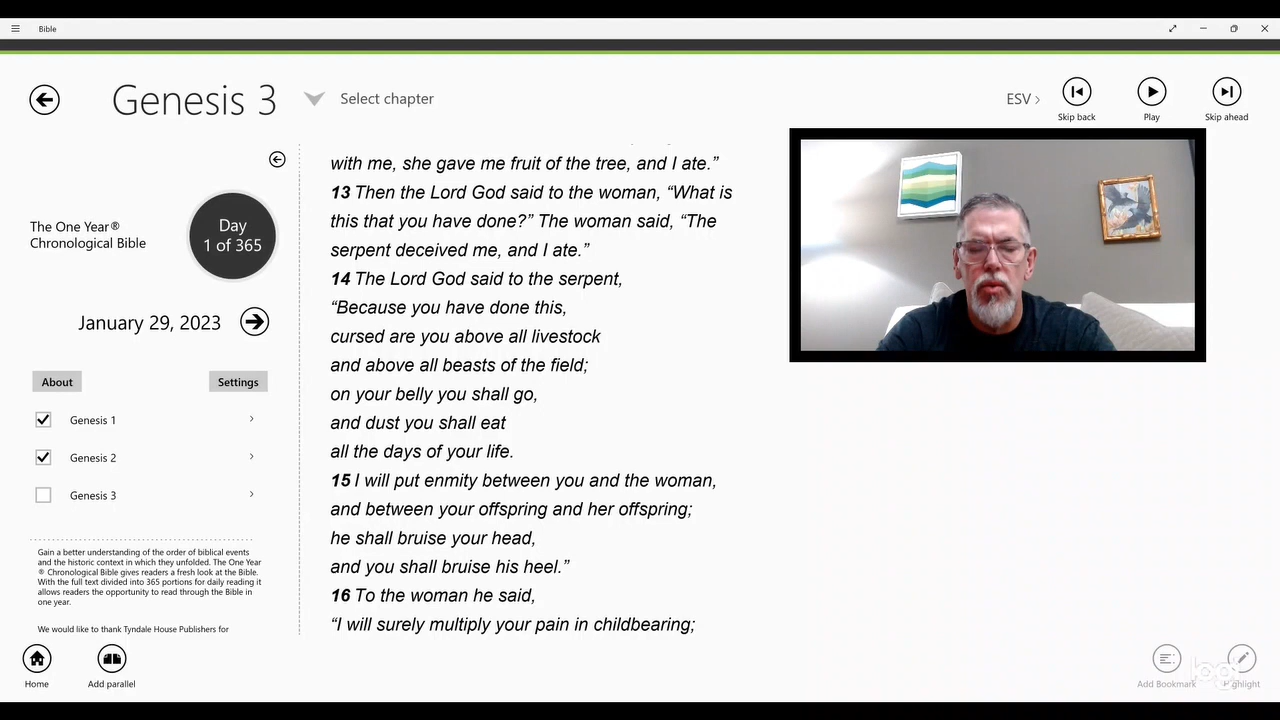 Bible
Genesis 3
Select chapter
ESV
Skip back
Play
Skip ahead
The One Year®
Chronological Bible
Day
1 of 365
January 29, 2023
About
Settings
Genesis 1
Genesis 2
Genesis 3
Gain a better understanding of the order of biblical events
and the historic context in which they unfolded. The One Year
® Chronological Bible gives readers a fresh look at the Bible.
With the full text divided into 365 portions for daily reading it
allows readers the opportunity to read through the Bible in
one year.
We would like to thank Tyndale House Publishers for
with me, she gave me fruit of the tree, and I ate.”
13 Then the Lord God said to the woman, “What is
this that you have done?” The woman said, “The
serpent deceived me, and I ate.”
14 The Lord God said to the serpent,
“Because you have done this,
cursed are you above all livestock
and above all beasts of the field;
on your belly you shall go,
and dust you shall eat
all the days of your life.
15 I will put enmity between you and the woman,
and between your offspring and her offspring;
he shall bruise your head,
and you shall bruise his heel.”
16 To the woman he said,
“I will surely multiply your pain in childbearing;
Home
Add parallel
Add Bookmark
Highlight
logi